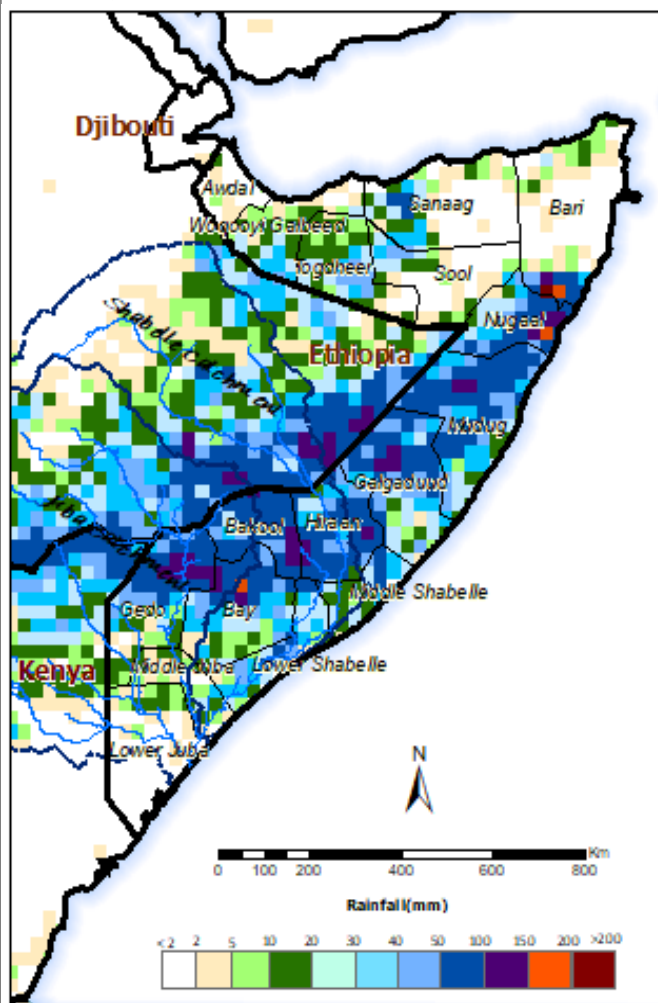 Djibouti
Awdal
Sanaag
Bari
Woqooyi Galbeed
Togdheer
Sool
Nugaal
Shabelle Catchment
Ethiopia
Mudug
Galgadund
Juba Catchment
Bakool
Hiraan
Middle Shabelle
Gedo
Bay
Kenya
Middle Juba
Lower Shabelle
Lower Juba
N
Km
0 100 200 400 600 800
Rainfall(mm)
<2 2 5 10 20 30 40 50 100 150 200 >200